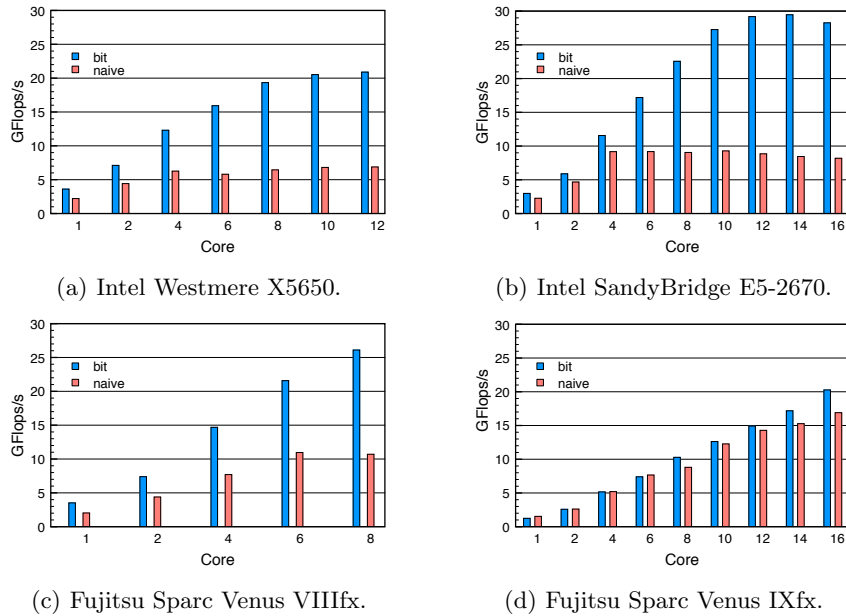 30
25
20
15
10
5
0
GFlops/s
bit
naive
1 2 4 6 8 10 12
Core
(a) Intel Westmere X5650.
30
25
20
15
10
5
0
GFlops/s
bit
naive
1 2 4 6 8 10 12 14 16
Core
(b) Intel SandyBridge E5-2670.
30
25
20
15
10
5
0
GFlops/s
bit
naive
1 2 4 6 8
Core
(c) Fujitsu Sparc Venus VIIIfx.
30
25
20
15
10
5
0
GFlops/s
bit
naive
1 2 4 6 8 10 12 14 16
Core
(d) Fujitsu Sparc Venus IXfx.